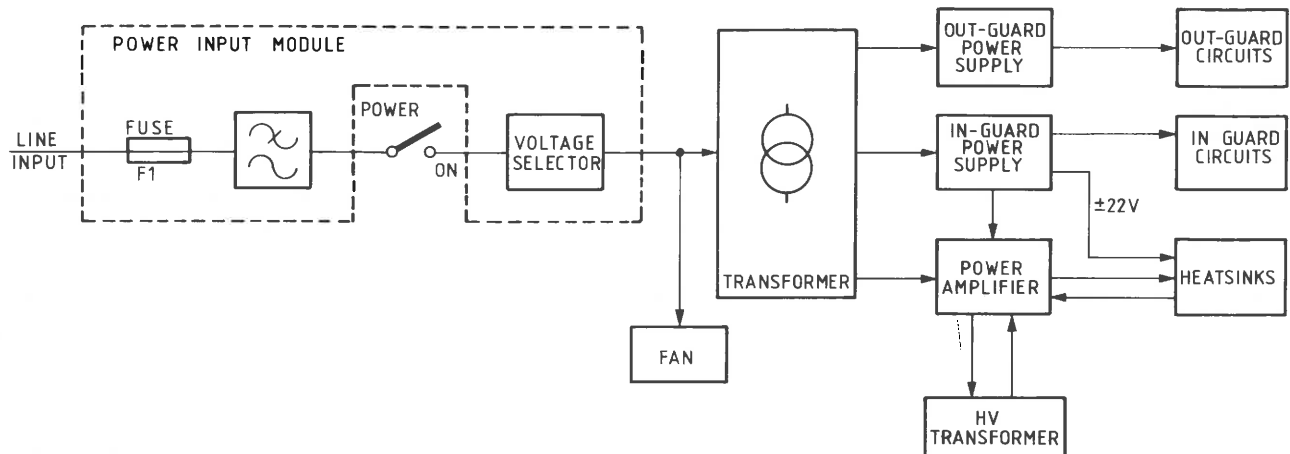 POWER INPUT MODULE
LINE
INPUT
FUSE
F1
POWER
ON
VOLTAGE
SELECTOR
FAN
TRANSFORMER
OUT-GUARD
POWER
SUPPLY
OUT-GUARD
CIRCUITS
IN-GUARD
POWER
SUPPLY
IN GUARD
CIRCUITS
±22V
POWER
AMPLIFIER
HEATSINKS
HV
TRANSFORMER